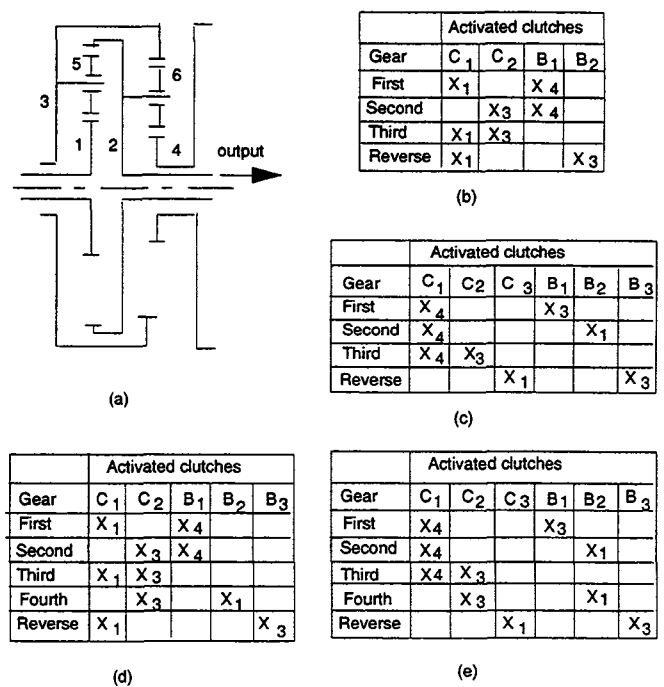 5
6
3
1
2
4
output
(a)
Activated clutches
Gear C1 C2 B1 B2
First X1 X4
Second X3 X4
Third X1 X3
Reverse X1 X3
(b)
Activated clutches
Gear C1 C2 C3 B1 B2 B3
First X4 X3
Second X4 X1
Third X4 X3
Reverse X1 X3
(c)
Activated clutches
Gear C1 C2 B1 B2 B3
First X1 X4
Second X3 X4
Third X1 X3
Fourth X3 X1
Reverse X1 X3
(d)
Activated clutches
Gear C1 C2 C3 B1 B2 B3
First X4 X3
Second X4 X1
Third X4 X3
Fourth X3 X1
Reverse X1 X3
(e)